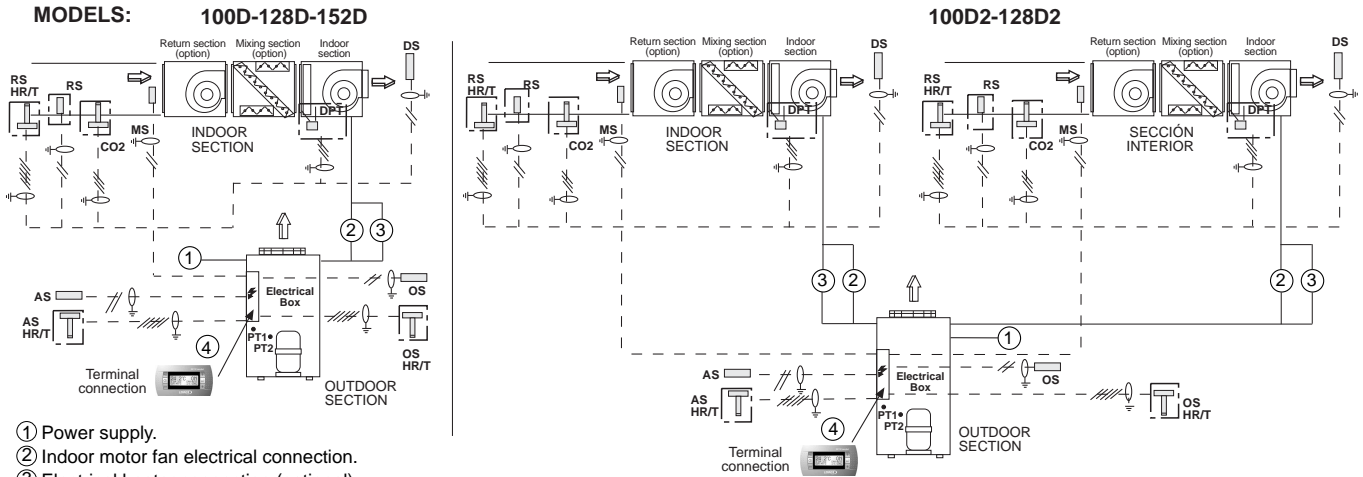 MODELS: 100D-128D-152D
100D2-128D2
Return section (option)
Mixing section (option)
Indoor section
DS
RS HR/T
RS
CO2
MS
DPT
INDOOR SECTION
2
3
1
AS
AS HR/T
Electrical Box
OS
OS HR/T
PT1
PT2
4
Terminal connection
OUTDOOR SECTION
1 Power supply.
2 Indoor motor fan electrical connection.
Return section (option)
Mixing section (option)
Indoor section
DS
RS HR/T
RS
CO2
MS
DPT
INDOOR SECTION
3
2
Return section (option)
Mixing section (option)
Indoor section
DS
RS HR/T
RS
CO2
MS
DPT
SECCIÓN INTERIOR
2
3
1
AS
AS HR/T
Electrical Box
OS
OS HR/T
PT1
PT2
4
Terminal connection
OUTDOOR SECTION